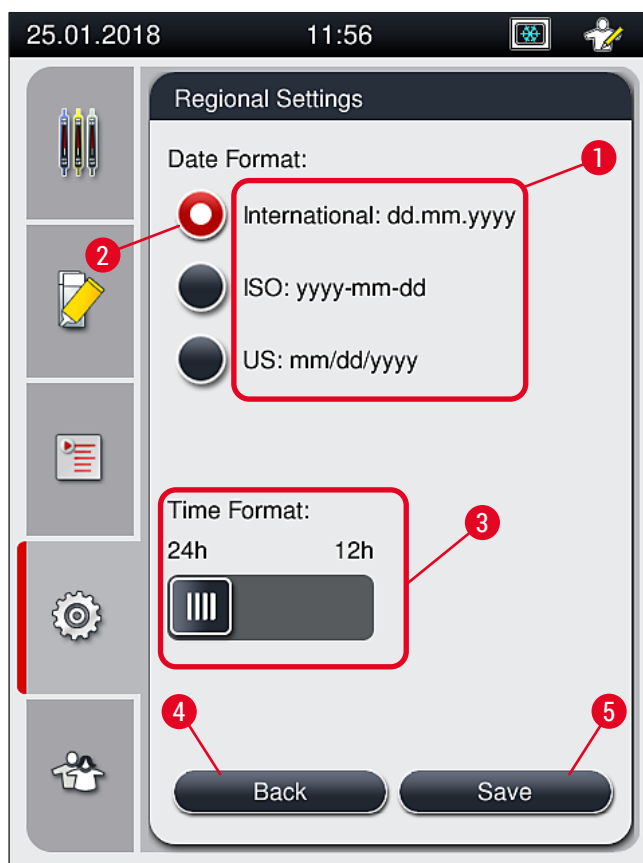 25.01.2018 11:56
Regional Settings
Date Format:
1
International: dd.mm.yyyy
2
ISO: yyyy-mm-dd
US: mm/dd/yyyy
Time Format:
3
24h 12h
4
5
Back
Save